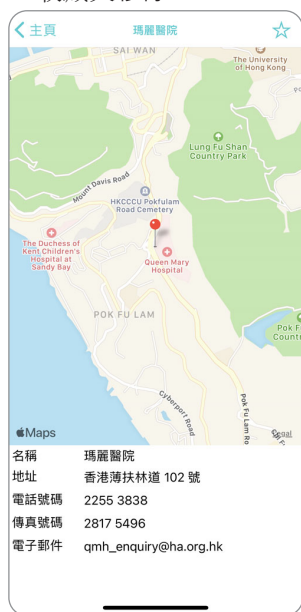 主頁
瑪麗醫院
SAI WAN
The University
of Hong Kong
Lung Fu Shan
Country Park
Mount Davis Road
HKCCCU Pokfulam
Road Cemetery
The Duchess of
Kent Children's
Hospital at
Sandy Bay
Queen Mary
Hospital
POK FU LAM
Pok F
Count
Cyberport Road
Pok Fu Lam R
Maps
Legal
名稱 瑪麗醫院
地址 香港薄扶林道 102 號
電話號碼 2255 3838
傳真號碼 2817 5496
電子郵件 qmh_enquiry@ha.org.hk